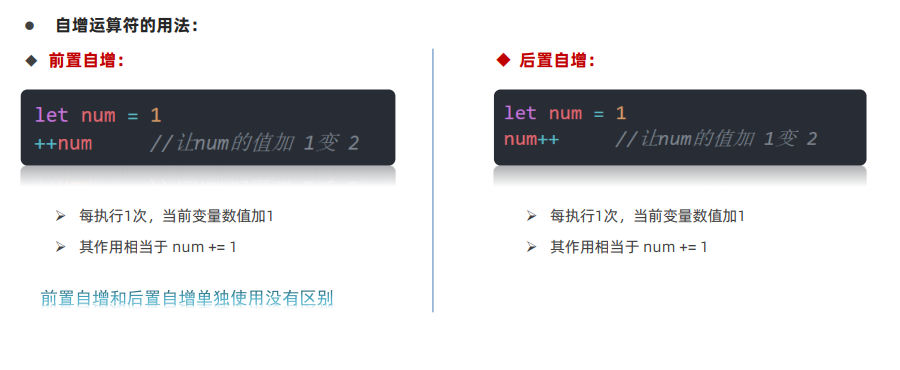 自增运算符的用法：
前置自增：
let num = 1
++num //让num的值加 1变 2
每执行1次，当前变量数值加1
其作用相当于 num += 1
前置自增和后置自增单独使用没有区别
后置自增：
let num = 1
num++ //让num的值加 1变 2
每执行1次，当前变量数值加1
其作用相当于 num += 1